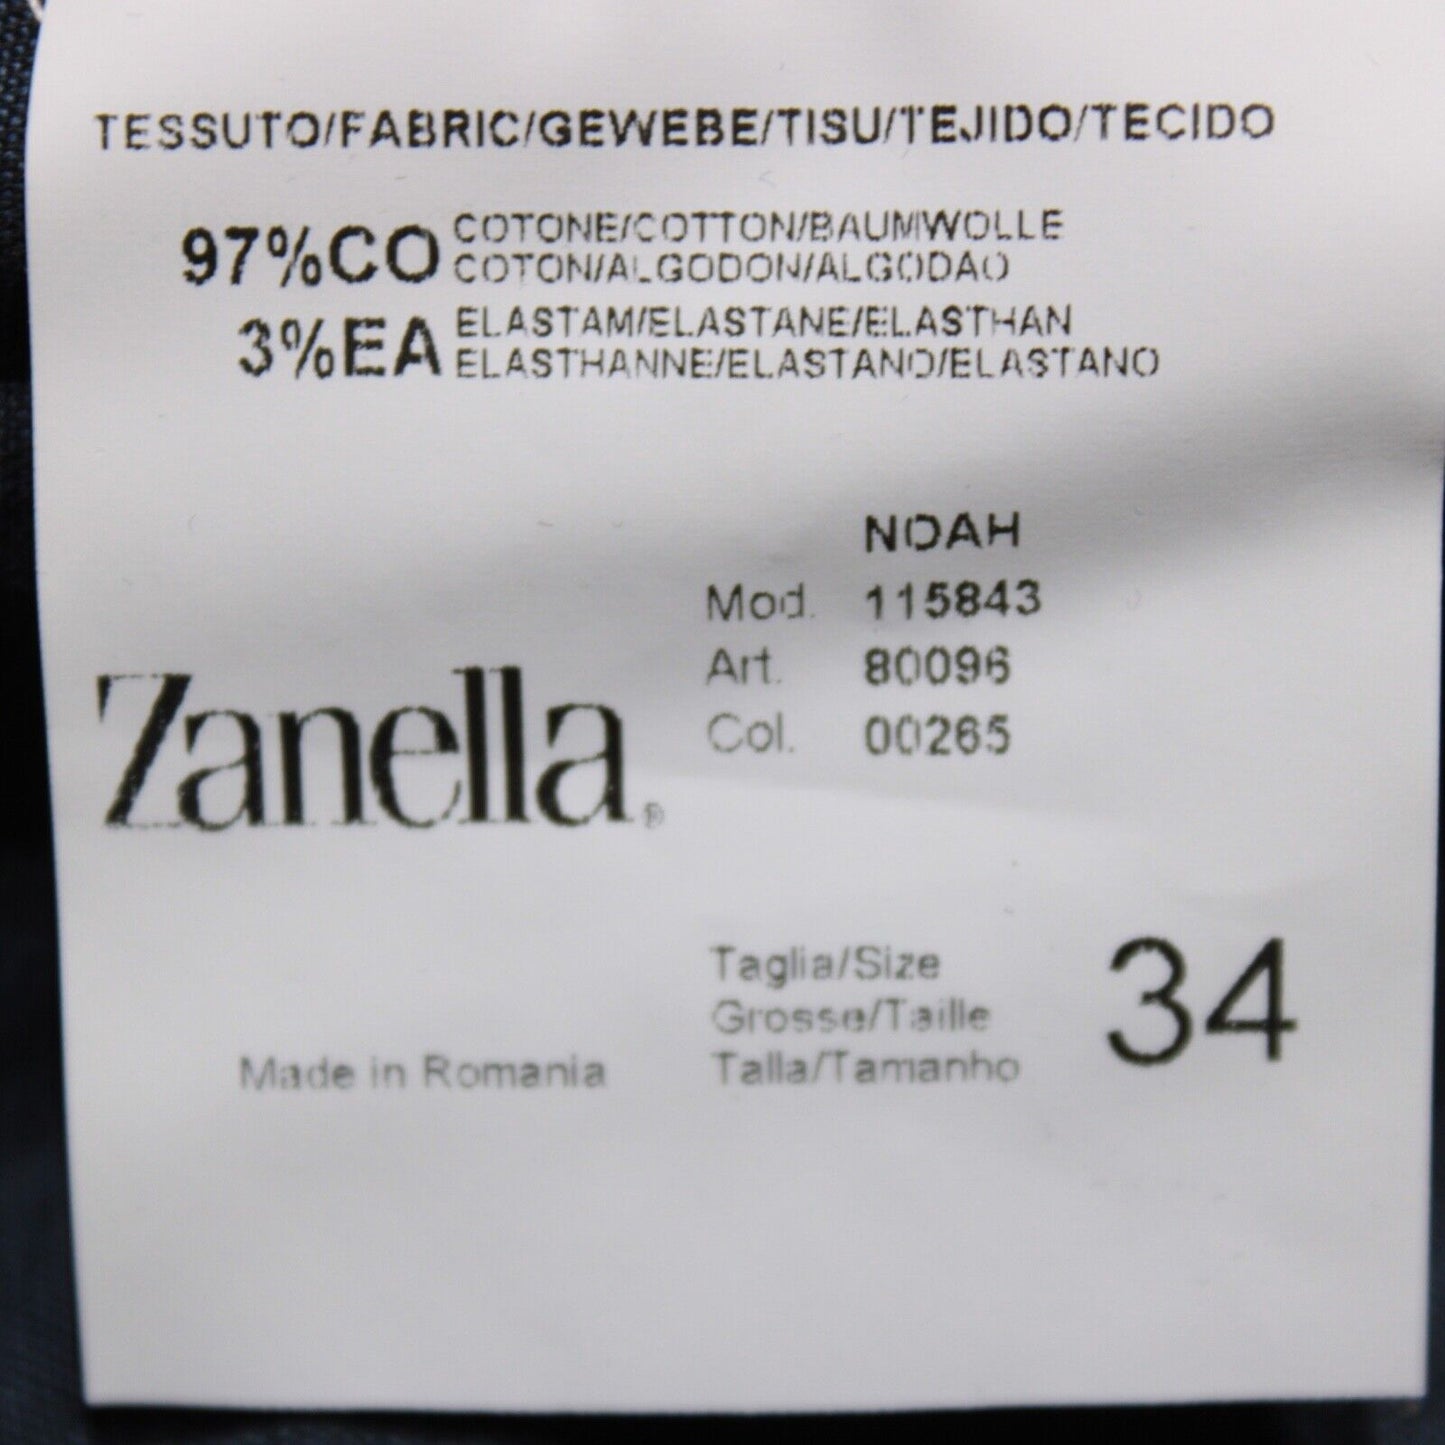 TESSUTO/FABRIC/GEWEBE/TISU/TEJIDO/TECIDO
97%CO COTONE/COTTON/BAUMWOLLE
COTON/ALGODON/ALGODAO
3%EA ELASTAM/ELASTANE/ELASTHAN
ELASTHANNE/ELASTANO/ELASTANO
NOAH
Mod. 115843
Art. 80096
Col. 00265
Zanella®
Taglia/Size
Grosse/Taille
Talla/Tamanho
34
Made in Romania